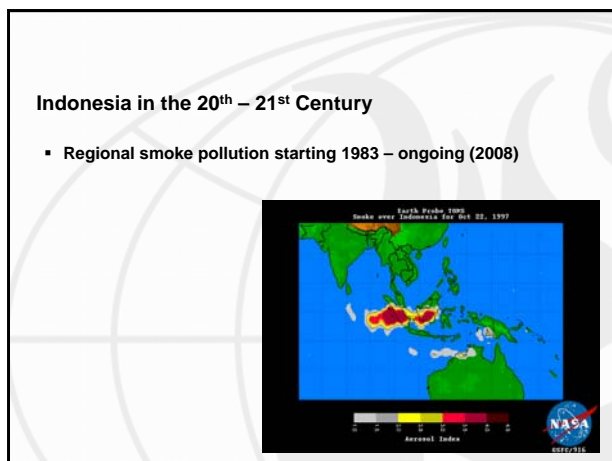 Indonesia in the 20th – 21st Century
▪ Regional smoke pollution starting 1983 – ongoing (2008)
Earth Probe TOMS
Smoke over Indonesia for Oct 22, 1997
Aerosol Index
NASA
GSFC/916